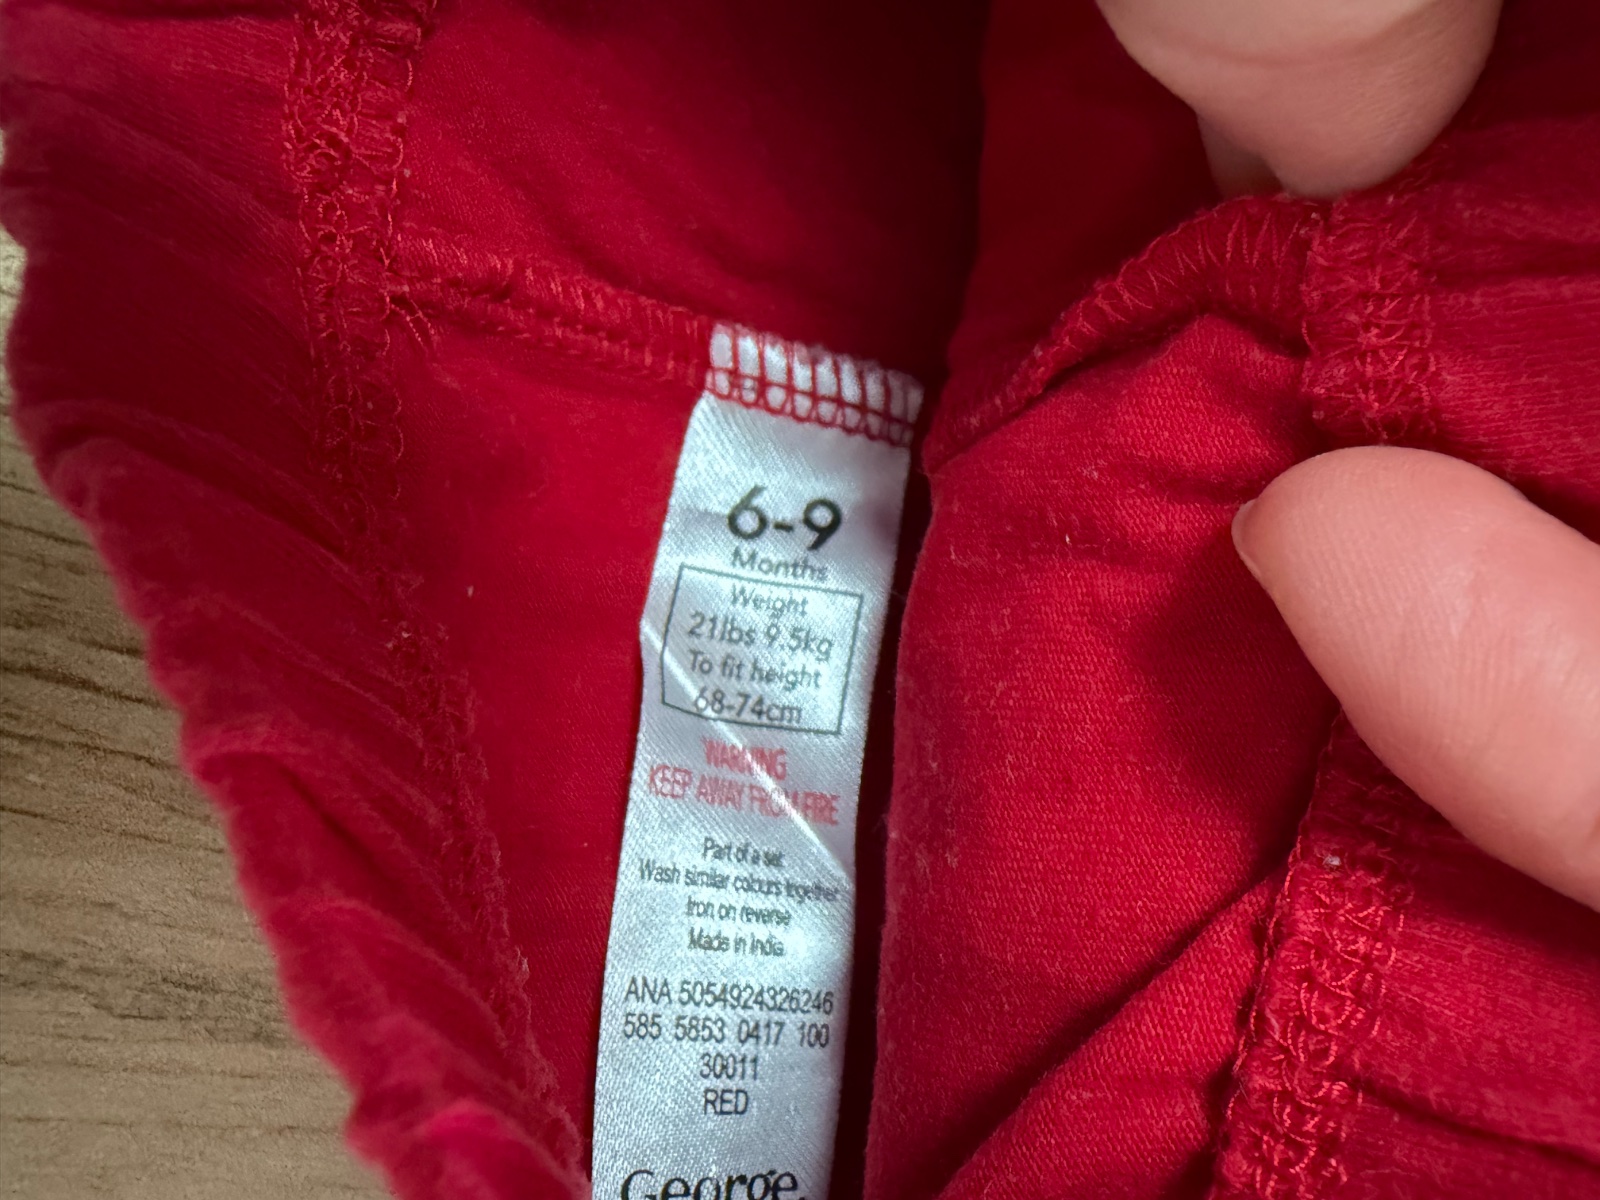 6-9
Months
Weight
21lbs 9.5kg
To fit height
68-74cm
WARNING
KEEP AWAY FROM FIRE
Part of a set
Wash similar colours together
Iron on reverse
Made in India
ANA 5054924326246
585 5853 0417 100
30011
RED
George.